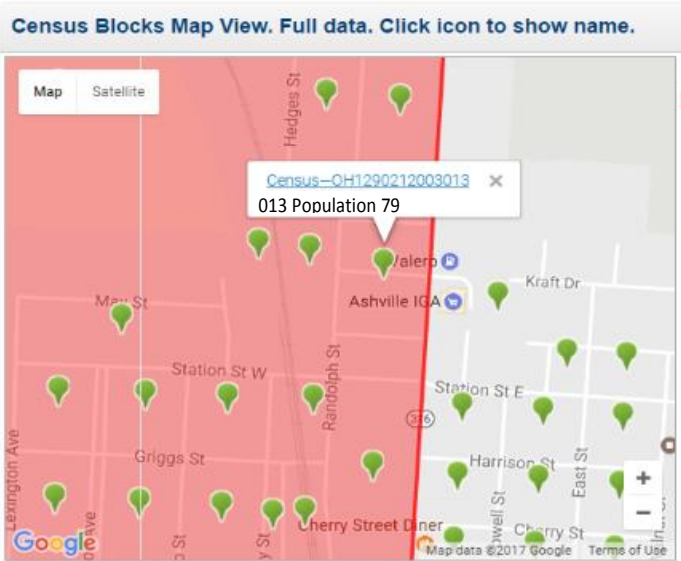 Census Blocks Map View. Full data. Click icon to show name.
Map
Satellite
Hedges St
Census—OH1290212003013
013 Population 79
Valero
Kraft Dr
May St
Ashville IGA
Station St W
Randolph St
Station St E
316
Lexington Ave
Griggs St
Harrison St
East St
Cherry Street Diner
Cherry St
Google
Map data ©2017 Google
Terms of Use